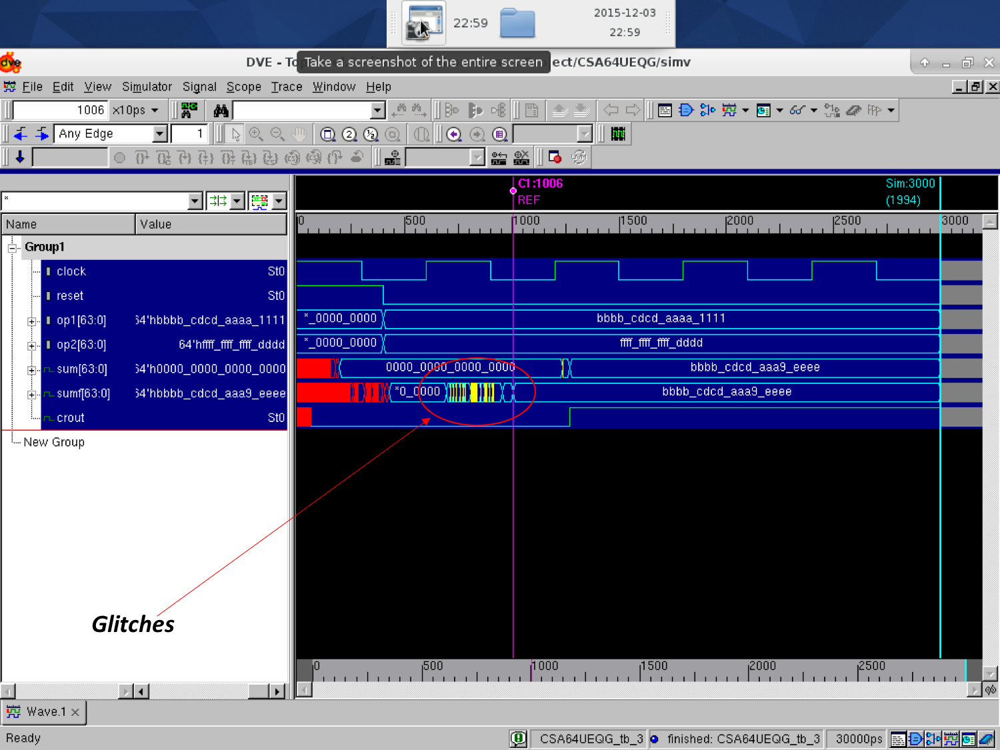 22:59
2015-12-03
22:59
dve
DVE - To
Take a screenshot of the entire screen
ect/CSA64UEQG/simv
File Edit View Simulator Signal Scope Trace Window Help
1006 x10ps
Any Edge 1
C1:1006
REF
Sim:3000
(1994)
*
Name Value
0 500 1000 1500 2000 2500 3000
Group1
clock St0
reset St0
op1[63:0] 64'hbbbb_cdcd_aaaa_1111
*_0000_0000 bbbb_cdcd_aaaa_1111
op2[63:0] 64'hffff_ffff_ffff_dddd
*_0000_0000 ffff_ffff_ffff_dddd
sum[63:0] 64'h0000_0000_0000_0000
0000_0000_0000_0000 bbbb_cdcd_aaa9_eeee
sumf[63:0] 64'hbbbb_cdcd_aaa9_eeee
*0_0000 bbbb_cdcd_aaa9_eeee
crout St0
New Group
Glitches
0 500 1000 1500 2000 2500
Wave.1
Ready CSA64UEQG_tb_3 finished: CSA64UEQG_tb_3 30000ps